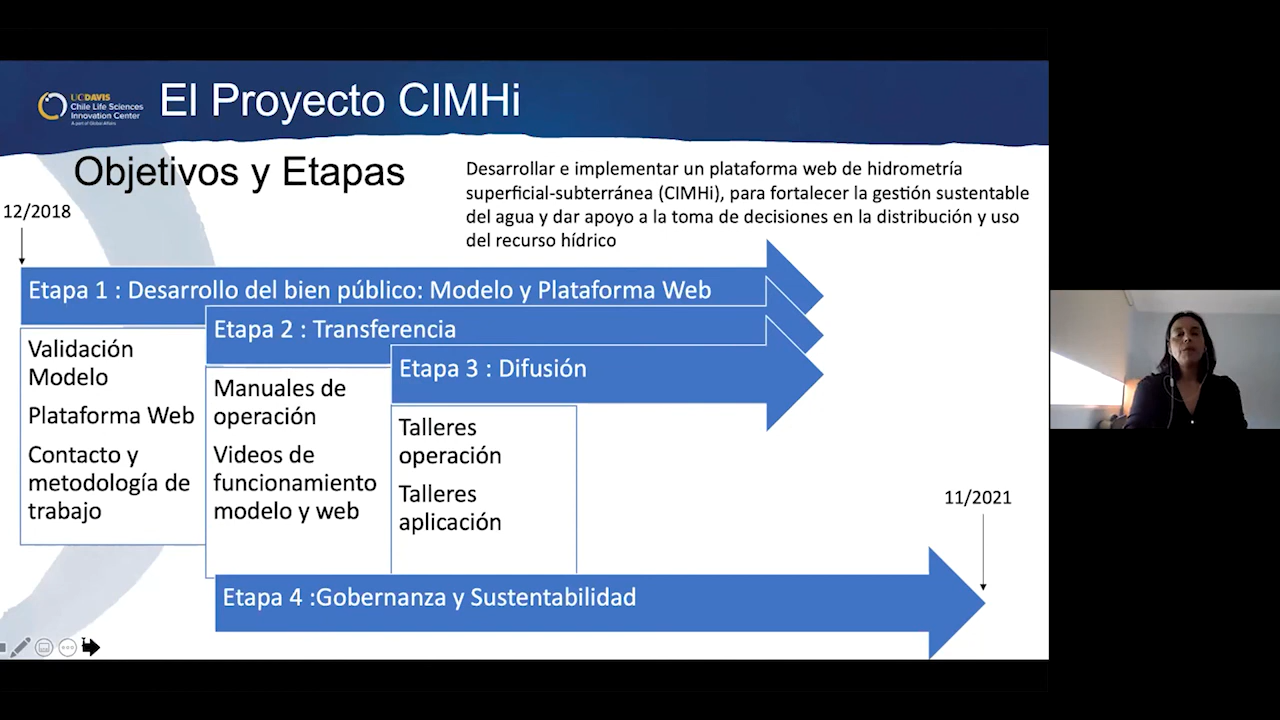 UCDAVIS
Chile Life Sciences
Innovation Center
A part of Global Affairs
El Proyecto CIMHi
Objetivos y Etapas
Desarrollar e implementar un plataforma web de hidrometría
superficial-subterránea (CIMHi), para fortalecer la gestión sustentable
del agua y dar apoyo a la toma de decisiones en la distribución y uso
del recurso hídrico
12/2018
Etapa 1 : Desarrollo del bien público: Modelo y Plataforma Web
Validación
Modelo
Plataforma Web
Contacto y
metodología de
trabajo
Etapa 2 : Transferencia
Manuales de
operación
Videos de
funcionamiento
modelo y web
Etapa 3 : Difusión
Talleres
operación
Talleres
aplicación
11/2021
Etapa 4 :Gobernanza y Sustentabilidad